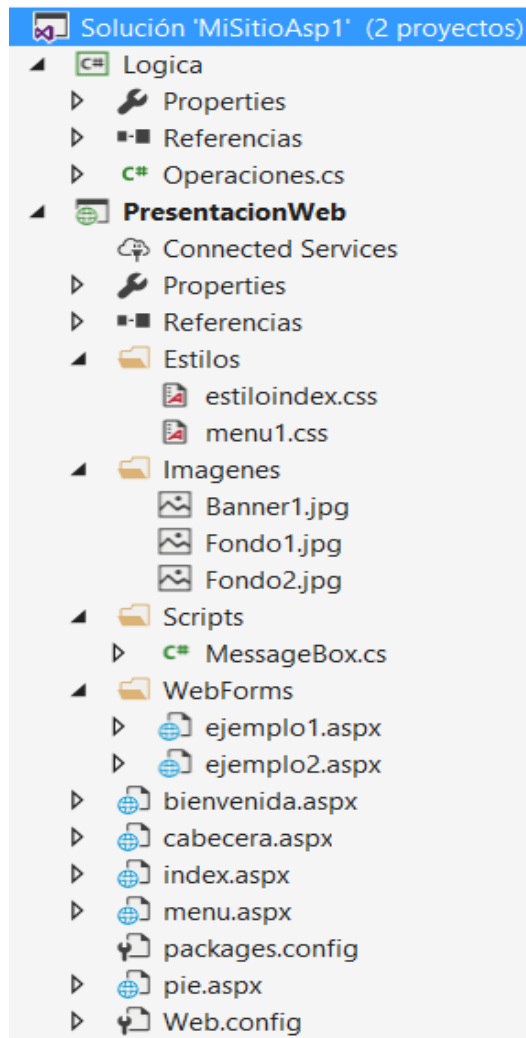 Solución 'MiSitioAsp1' (2 proyectos)
C# Logica
Properties
Referencias
C# Operaciones.cs
PresentacionWeb
Connected Services
Properties
Referencias
Estilos
estiloindex.css
menu1.css
Imagenes
Banner1.jpg
Fondo1.jpg
Fondo2.jpg
Scripts
C# MessageBox.cs
WebForms
ejemplo1.aspx
ejemplo2.aspx
bienvenida.aspx
cabecera.aspx
index.aspx
menu.aspx
packages.config
pie.aspx
Web.config